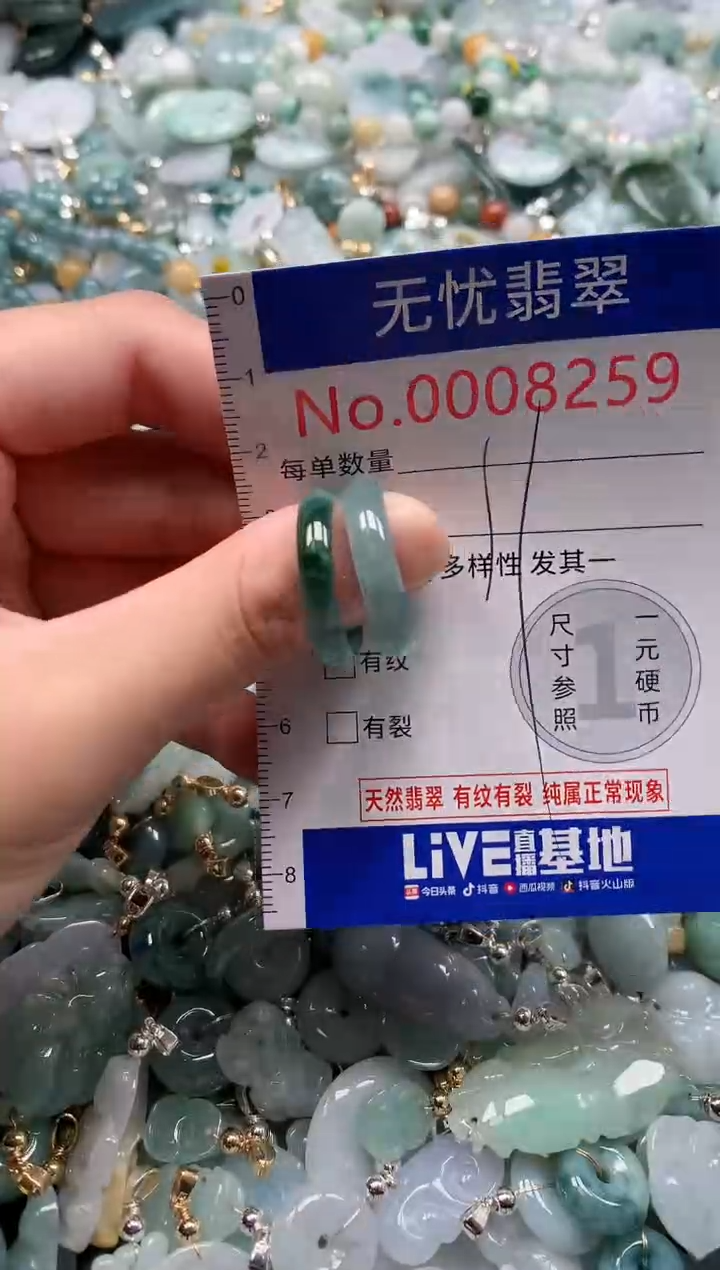 无忧翡翠
No.0008259
每单数量
多样性 发其一
有纹
有裂
尺寸参照
1
一元硬币
天然翡翠 有纹有裂 纯属正常现象
LiVE直播基地
头条 今日头条 抖音 西瓜视频 抖音火山版
0
1
2
6
7
8